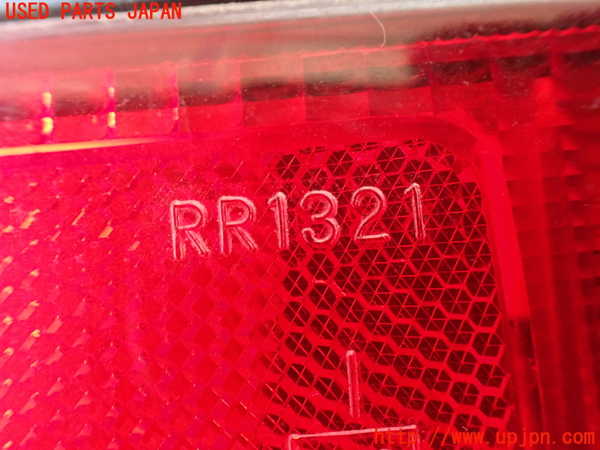 USED PARTS JAPAN
RR1321
http://www.upjpn.com/